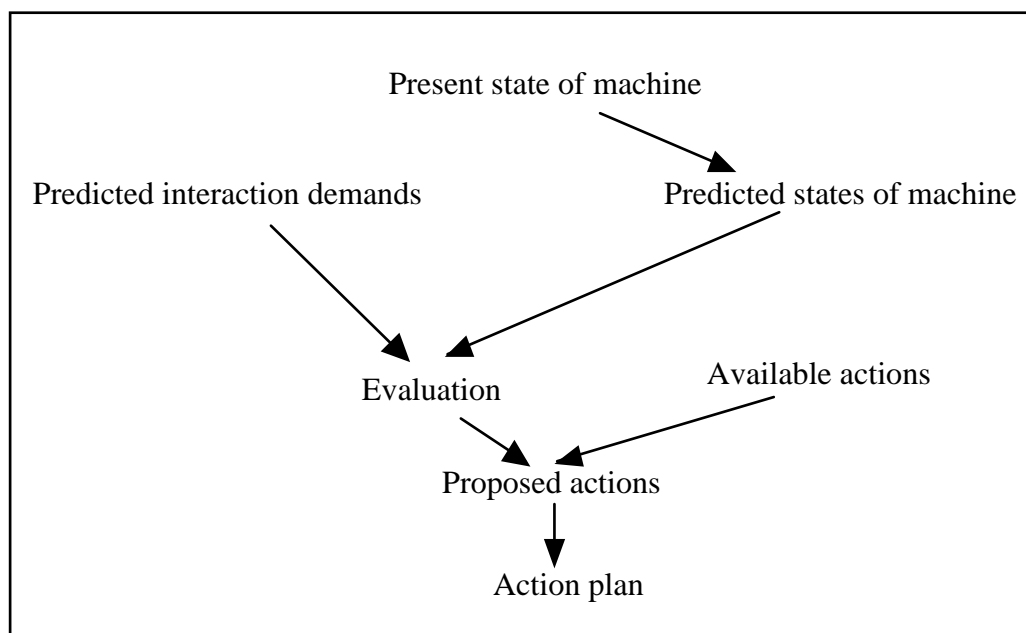 Present state of machine
Predicted interaction demands
Predicted states of machine
Available actions
Evaluation
Proposed actions
Action plan